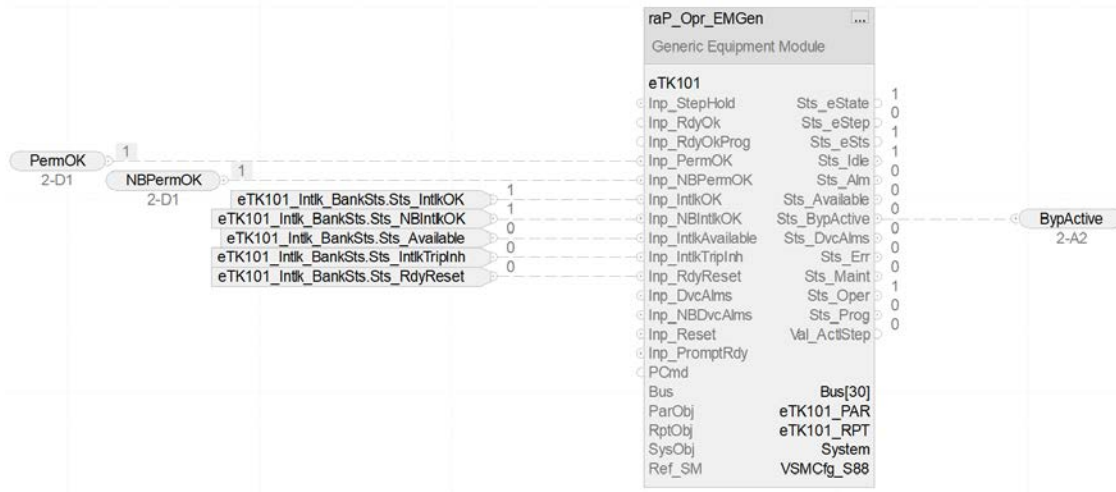 raP_Opr_EMGen ...
Generic Equipment Module
eTK101
Inp_StepHold Sts_eState 1
Inp_RdyOk Sts_eStep 0
Inp_RdyOkProg Sts_eSts 1
PermOK 1 Inp_PermOK Sts_Idle 1
2-D1
NBPermOK 1 Inp_NBPermOK Sts_Alm 0
2-D1
eTK101_Intlk_BankSts.Sts_IntlkOK 1 Inp_IntlkOK Sts_Available 0
eTK101_Intlk_BankSts.Sts_NBIntlkOK 1 Inp_NBIntlkOK Sts_BypActive 0 BypActive
2-A2
eTK101_Intlk_BankSts.Sts_Available 0 Inp_IntlkAvailable Sts_DvcAlms 0
eTK101_Intlk_BankSts.Sts_IntlkTripInh 0 Inp_IntlkTripInh Sts_Err 0
eTK101_Intlk_BankSts.Sts_RdyReset 0 Inp_RdyReset Sts_Maint 0
Inp_DvcAlms Sts_Oper 1
Inp_NBDvcAlms Sts_Prog 0
Inp_Reset Val_ActlStep 0
Inp_PromptRdy
PCmd
Bus Bus[30]
ParObj eTK101_PAR
RptObj eTK101_RPT
SysObj System
Ref_SM VSMCfg_S88